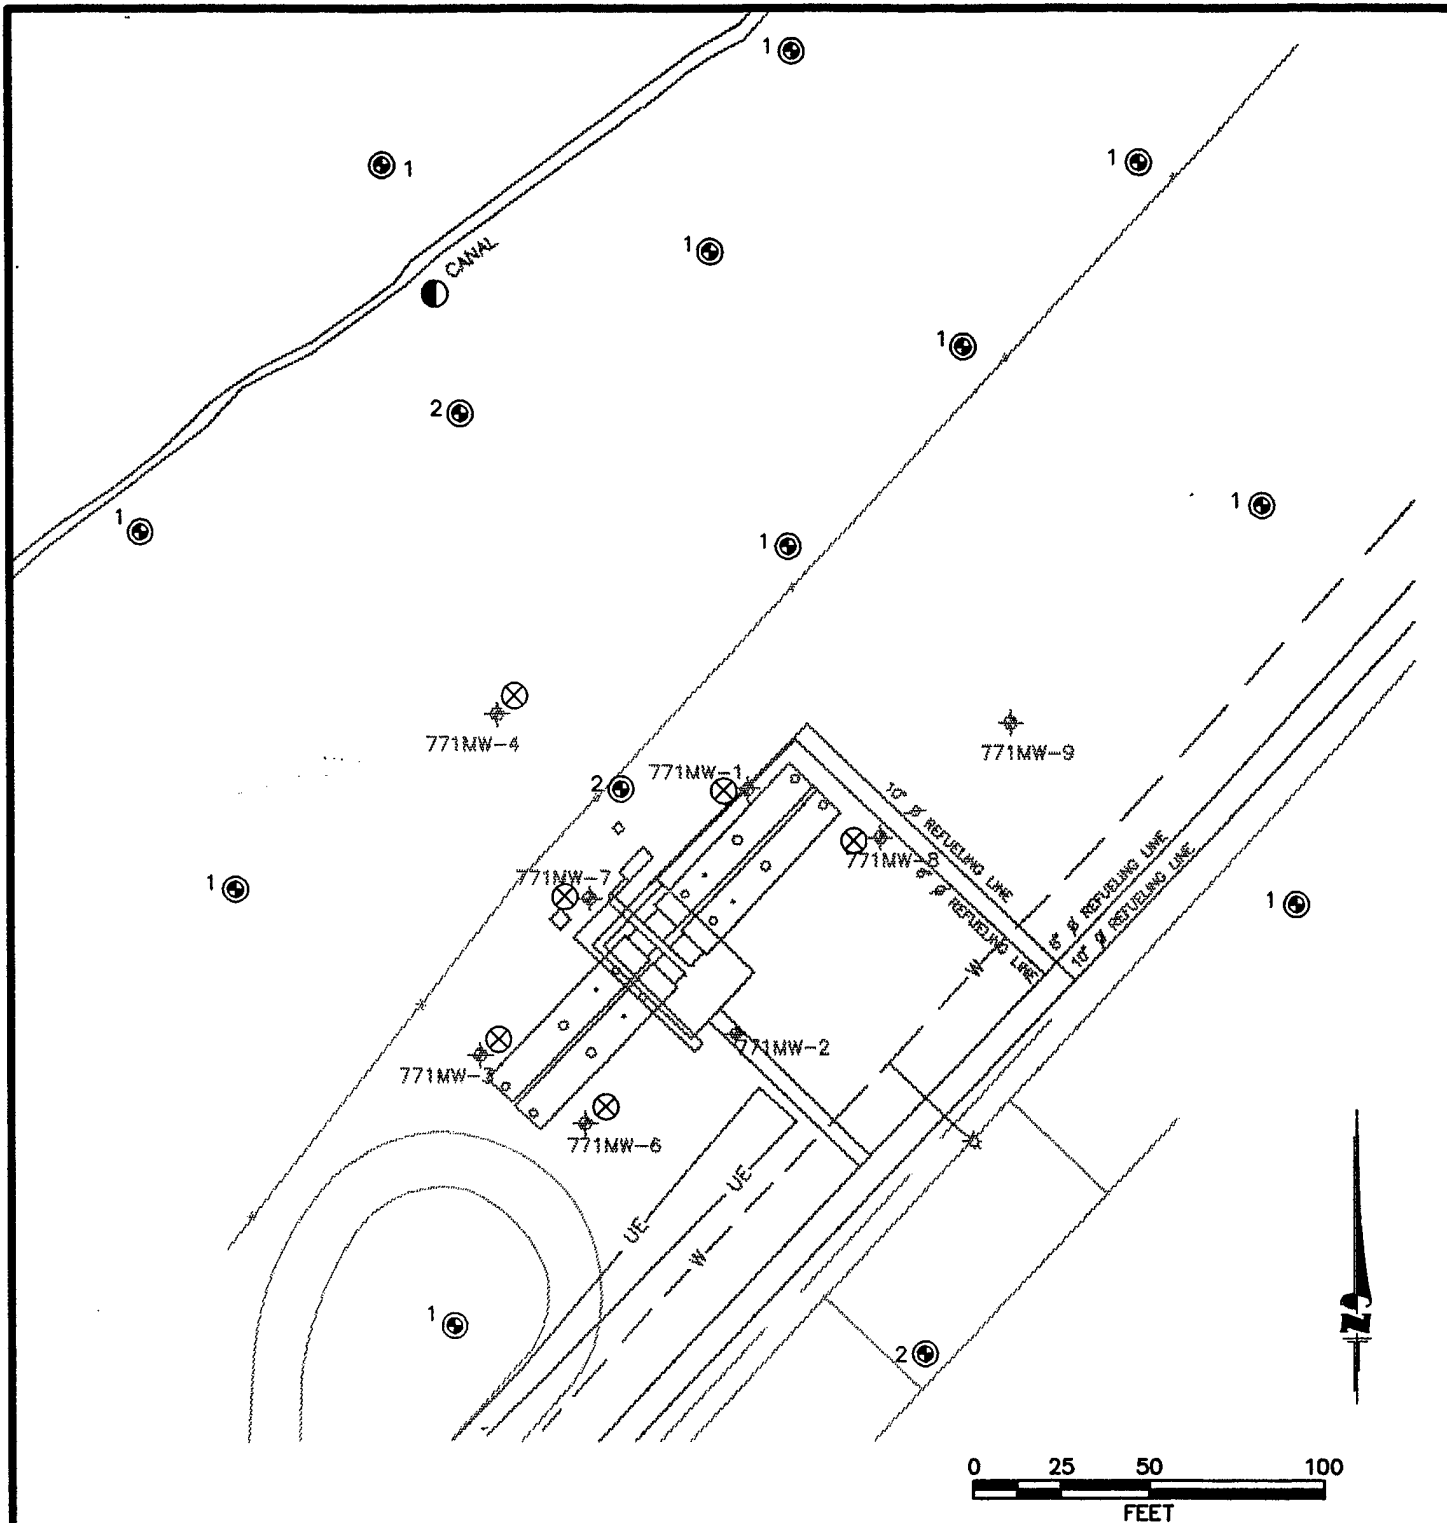 1
1
1
1
CANAL
1
2
1
1
1
771MW-4
771MW-9
771MW-1
2
10" Ø REFUELING LINE
771MW-8
6" Ø REFUELING LINE
8" Ø REFUELING LINE
10" Ø REFUELING LINE
771MW-7
1
1
W
771MW-2
771MW-3
771MW-6
UE
UE
W
1
2
N
0 25 50 100
FEET